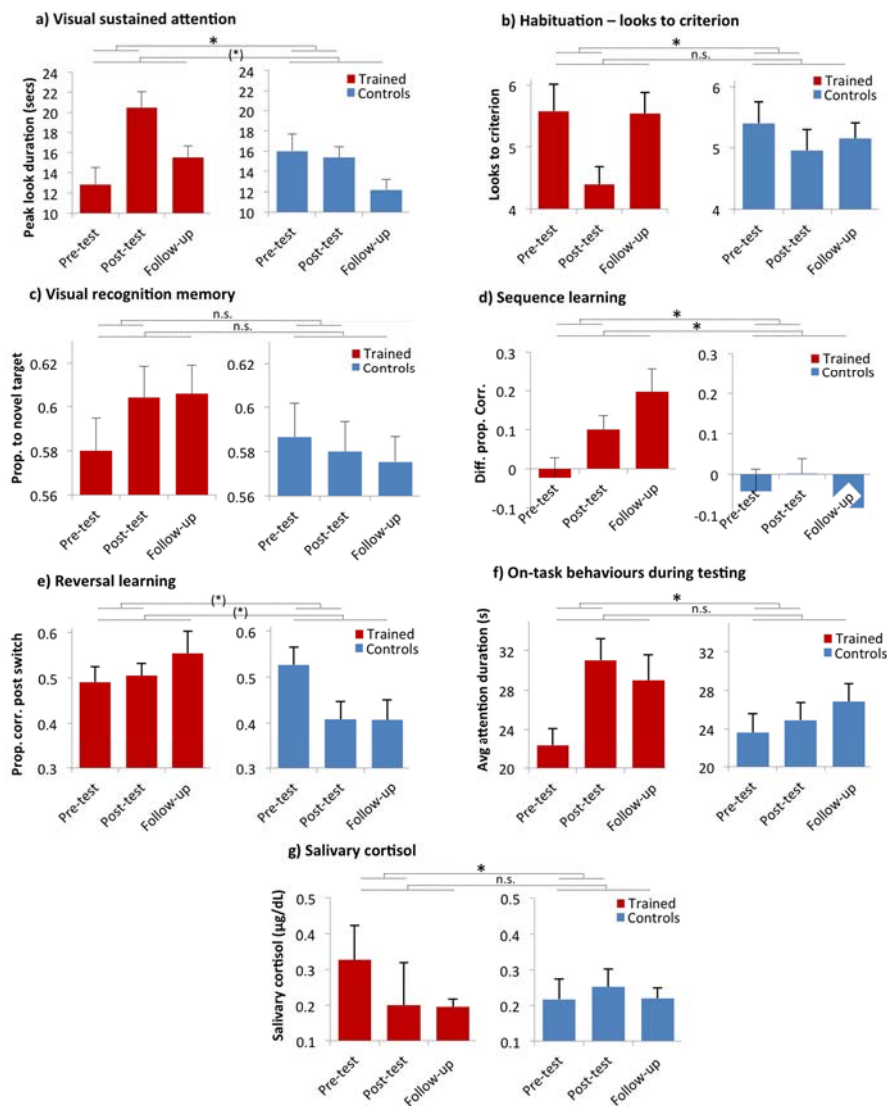 a) Visual sustained attention
*
(*)
Peak look duration (secs)
24
22
20
18
16
14
12
10
Pre-test
Post-test
Follow-up
24
22
20
18
16
14
12
10
Trained
Controls
Pre-test
Post-test
Follow-up
b) Habituation – looks to criterion
*
n.s.
Looks to criterion
6
5
4
Pre-test
Post-test
Follow-up
6
5
4
Trained
Controls
Pre-test
Post-test
Follow-up
c) Visual recognition memory
n.s.
n.s.
Prop. to novel target
0.62
0.6
0.58
0.56
Pre-test
Post-test
Follow-up
0.62
0.6
0.58
0.56
Trained
Controls
Pre-test
Post-test
Follow-up
d) Sequence learning
*
*
Diff. prop. Corr.
0.3
0.2
0.1
0
-0.1
Pre-test
Post-test
Follow-up
0.3
0.2
0.1
0
-0.1
Trained
Controls
Pre-test
Post-test
Follow-up
e) Reversal learning
(*)
(*)
Prop. corr. post switch
0.6
0.5
0.4
0.3
Pre-test
Post-test
Follow-up
0.6
0.5
0.4
0.3
Trained
Controls
Pre-test
Post-test
Follow-up
f) On-task behaviours during testing
*
n.s.
Avg attention duration (s)
32
28
24
20
Pre-test
Post-test
Follow-up
32
28
24
20
Trained
Controls
Pre-test
Post-test
Follow-up
g) Salivary cortisol
*
n.s.
Salivary cortisol (µg/dL)
0.5
0.4
0.3
0.2
0.1
Pre-test
Post-test
Follow-up
0.5
0.4
0.3
0.2
0.1
Trained
Controls
Pre-test
Post-test
Follow-up